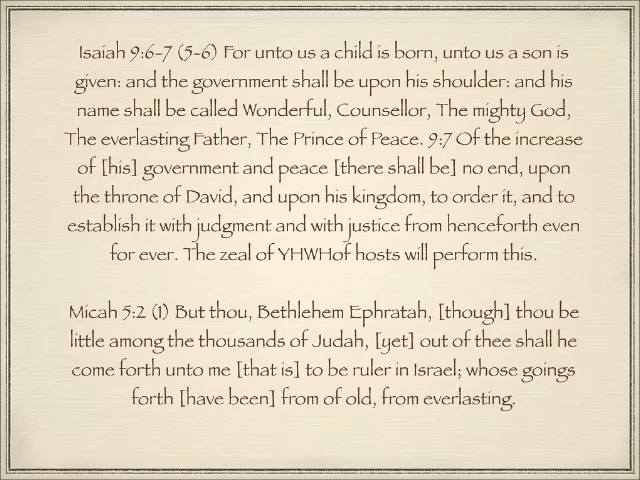 Isaiah 9:6-7 (5-6) For unto us a child is born, unto us a son is
given: and the government shall be upon his shoulder: and his
name shall be called Wonderful, Counsellor, The mighty God,
The everlasting Father, The Prince of Peace. 9:7 Of the increase
of [his] government and peace [there shall be] no end, upon
the throne of David, and upon his kingdom, to order it, and to
establish it with judgment and with justice from henceforth even
for ever. The zeal of YHWHof hosts will perform this.
Micah 5:2 (1) But thou, Bethlehem Ephratah, [though] thou be
little among the thousands of Judah, [yet] out of thee shall he
come forth unto me [that is] to be ruler in Israel; whose goings
forth [have been] from of old, from everlasting.